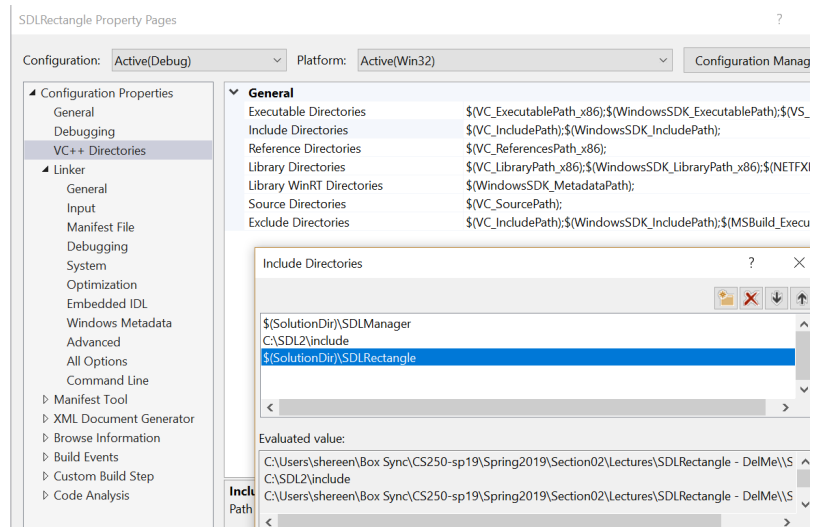 SDLRectangle Property Pages ?
Configuration: Active(Debug) Platform: Active(Win32) Configuration Manag
Configuration Properties
General
Debugging
VC++ Directories
Linker
General
Input
Manifest File
Debugging
System
Optimization
Embedded IDL
Windows Metadata
Advanced
All Options
Command Line
Manifest Tool
XML Document Generator
Browse Information
Build Events
Custom Build Step
Code Analysis
General
Executable Directories $(VC_ExecutablePath_x86);$(WindowsSDK_ExecutablePath);$(VS_
Include Directories $(VC_IncludePath);$(WindowsSDK_IncludePath);
Reference Directories $(VC_ReferencesPath_x86);
Library Directories $(VC_LibraryPath_x86);$(WindowsSDK_LibraryPath_x86);$(NETFX
Library WinRT Directories $(WindowsSDK_MetadataPath);
Source Directories $(VC_SourcePath);
Exclude Directories $(VC_IncludePath);$(WindowsSDK_IncludePath);$(MSBuild_Execu
Include Directories ?
$(SolutionDir)\SDLManager
C:\SDL2\include
$(SolutionDir)\SDLRectangle
Evaluated value:
C:\Users\shereen\Box Sync\CS250-sp19\Spring2019\Section02\Lectures\SDLRectangle - DelMe\\S
C:\SDL2\include
C:\Users\shereen\Box Sync\CS250-sp19\Spring2019\Section02\Lectures\SDLRectangle - DelMe\\S
Inclu
Path